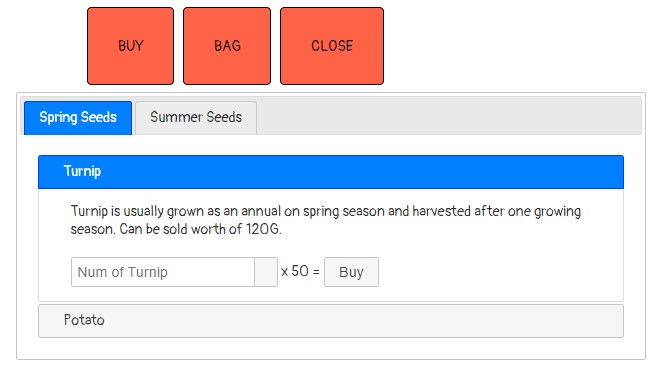 BUY BAG CLOSE
Spring Seeds Summer Seeds
Turnip
Turnip is usually grown as an annual on spring season and harvested after one growing
season. Can be sold worth of 120G.
Num of Turnip x 50 = Buy
Potato